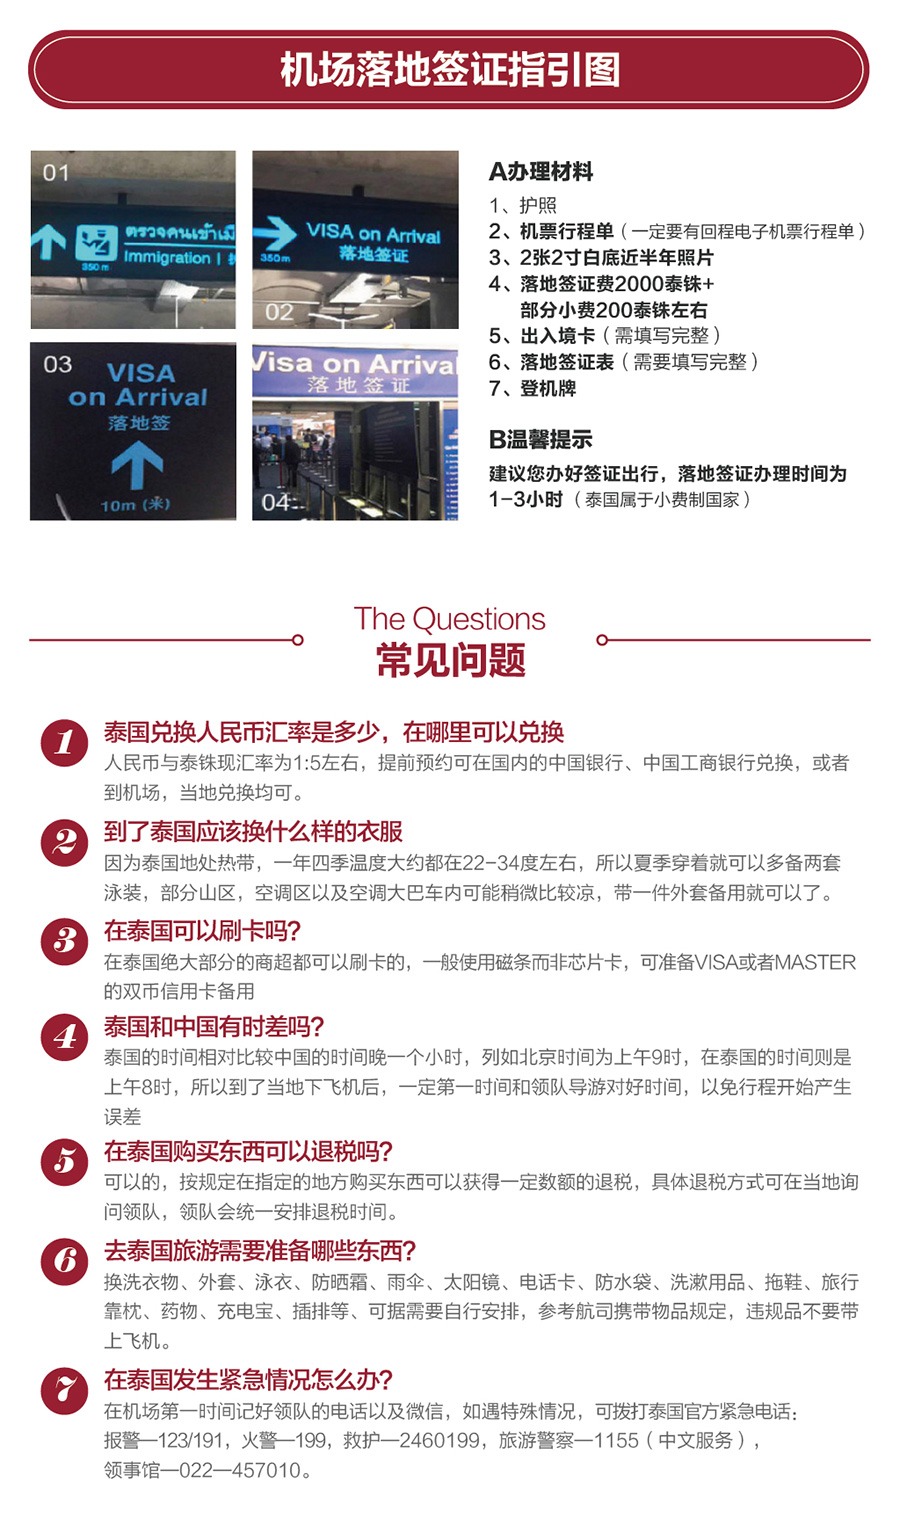 机场落地签证指引图
01
ตรวจคนเข้าเมื
Immigration |
350m
VISA on Arrival
落地签证
350m
02
03
VISA
on Arrival
落地签
10m (米)
Visa on Arrival
落地签证
04
A办理材料
1、护照
2、机票行程单（一定要有回程电子机票行程单）
3、2张2寸白底近半年照片
4、落地签证费2000泰铢+
部分小费200泰铢左右
5、出入境卡（需填写完整）
6、落地签证表（需要填写完整）
7、登机牌
B温馨提示
建议您办好签证出行，落地签证办理时间为
1-3小时（泰国属于小费制国家）
The Questions
常见问题
1 泰国兑换人民币汇率是多少，在哪里可以兑换
人民币与泰铢现汇率为1:5左右，提前预约可在国内的中国银行、中国工商银行兑换，或者
到机场，当地兑换均可。
2 到了泰国应该换什么样的衣服
因为泰国地处热带，一年四季温度大约都在22-34度左右，所以夏季穿着就可以多备两套
泳装，部分山区，空调区以及空调大巴车内可能稍微比较凉，带一件外套备用就可以了。
3 在泰国可以刷卡吗？
在泰国绝大部分的商超都可以刷卡的，一般使用磁条而非芯片卡，可准备VISA或者MASTER
的双币信用卡备用
4 泰国和中国有时差吗？
泰国的时间相对比较中国的时间晚一个小时，列如北京时间为上午9时，在泰国的时间则是
上午8时，所以到了当地下飞机后，一定第一时间和领队导游对好时间，以免行程开始产生
误差
5 在泰国购买东西可以退税吗？
可以的，按规定在指定的地方购买东西可以获得一定数额的退税，具体退税方式可在当地询
问领队，领队会统一安排退税时间。
6 去泰国旅游需要准备哪些东西？
换洗衣物、外套、泳衣、防晒霜、雨伞、太阳镜、电话卡、防水袋、洗漱用品、拖鞋、旅行
靠枕、药物、充电宝、插排等、可据需要自行安排，参考航司携带物品规定，违规品不要带
上飞机。
7 在泰国发生紧急情况怎么办？
在机场第一时间记好领队的电话以及微信，如遇特殊情况，可拨打泰国官方紧急电话：
报警—123/191，火警—199，救护—2460199，旅游警察—1155（中文服务），
领事馆—022—457010。